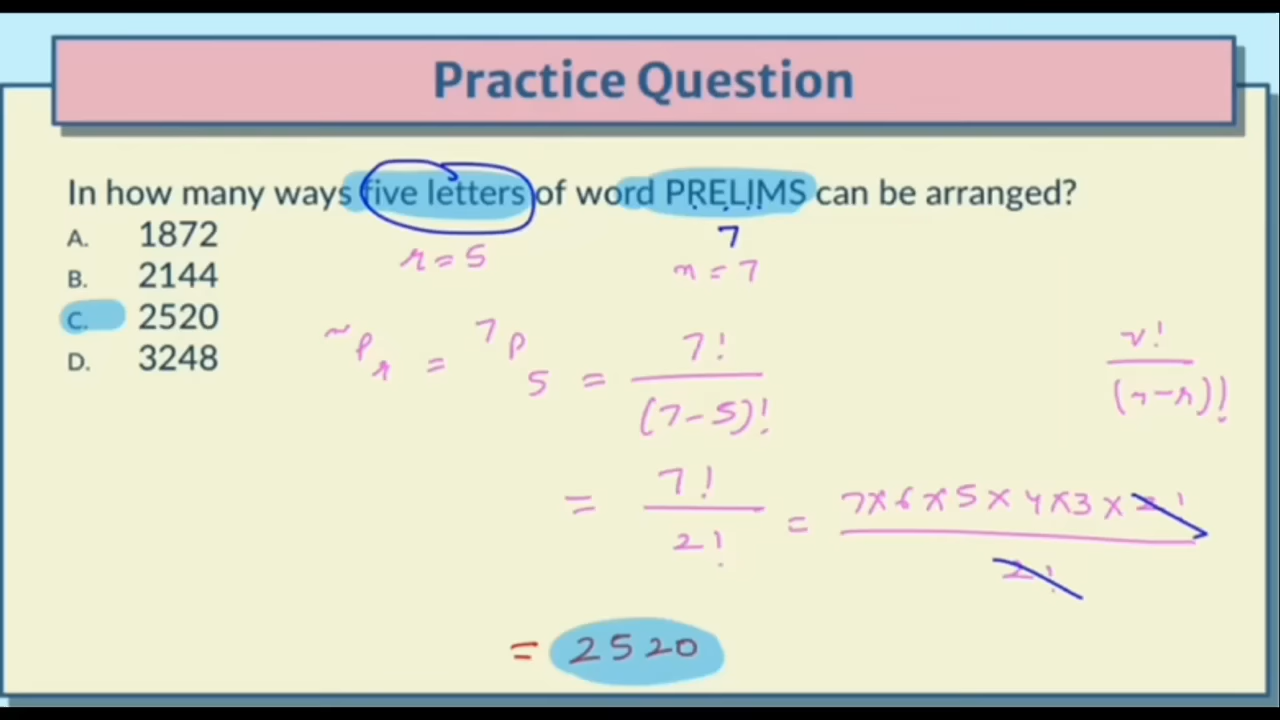 Practice Question
In how many ways five letters of word PRELIMS can be arranged?
A. 1872
B. 2144
C. 2520
D. 3248
7
r = 5
n = 7
nPr = 7P5 = 7! / (7-5)!
n! / (n-r)!
= 7! / 2! = 7×6×5×4×3×2! / 2!
= 2520